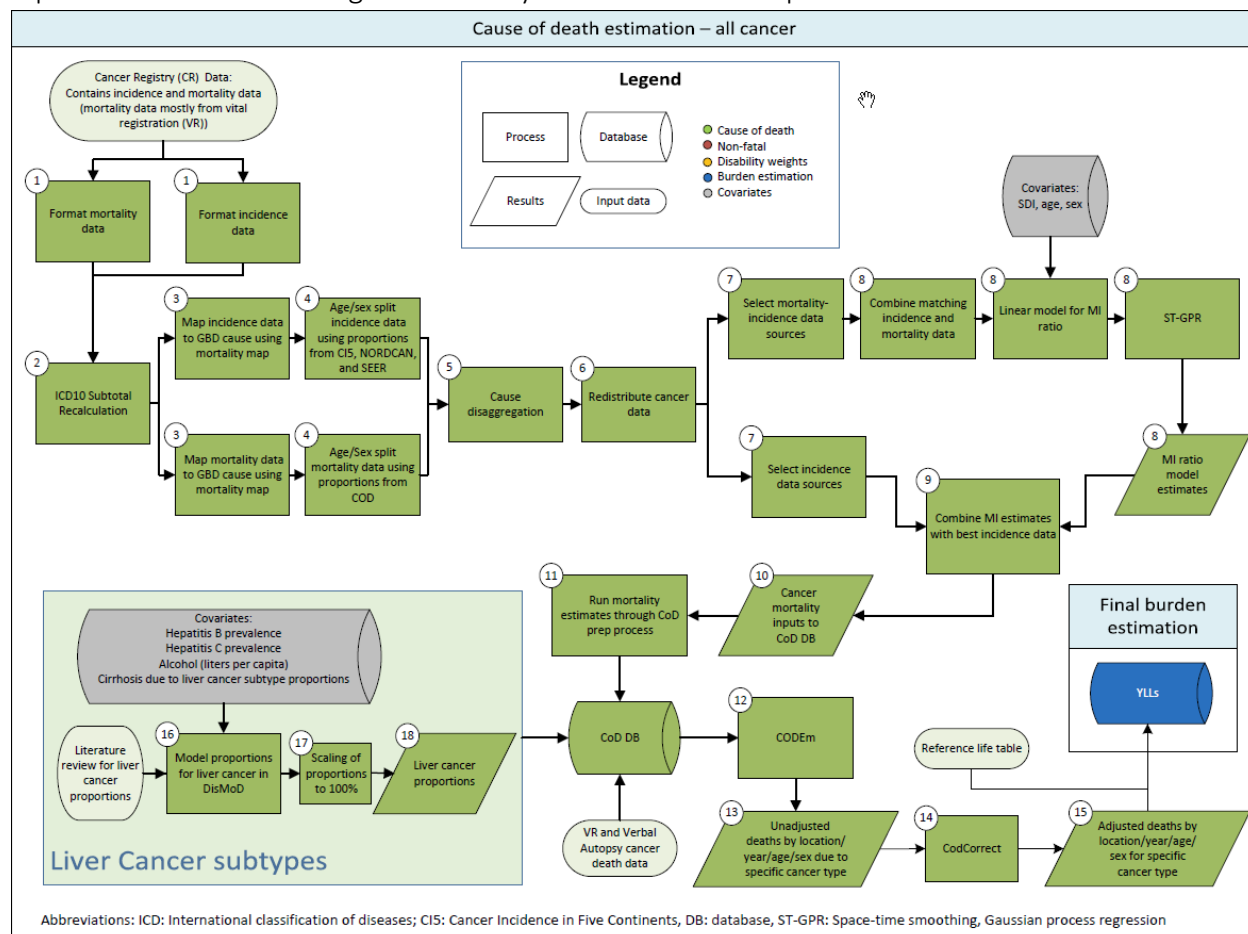 Cause of death estimation – all cancer
Cancer Registry (CR) Data:
Contains incidence and mortality data
(mortality data mostly from vital
registration (VR))
Legend
Process
Database
Results
Input data
Cause of death
Non-fatal
Disability weights
Burden estimation
Covariates
Covariates:
SDI, age, sex
1
Format mortality
data
1
Format incidence
data
2
ICD10 Subtotal
Recalculation
3
Map incidence data
to GBD cause using
mortality map
4
Age/sex split
incidence data
using proportions
from CI5, NORDCAN,
and SEER
3
Map mortality data
to GBD cause using
mortality map
4
Age/Sex split
mortality data using
proportions from
COD
5
Cause
disaggregation
6
Redistribute cancer
data
7
Select mortality-
incidence data
sources
8
Combine matching
incidence and
mortality data
8
Linear model for MI
ratio
8
ST-GPR
7
Select incidence
data sources
8
MI ratio
model
estimates
9
Combine MI estimates
with best incidence data
10
Cancer
mortality
inputs to
CoD DB
11
Run mortality
estimates through CoD
prep process
Covariates:
Hepatitis B prevalence
Hepatitis C prevalence
Alcohol (liters per capita)
Cirrhosis due to liver cancer subtype proportions
Literature
review for liver
cancer
proportions
16
Model proportions
for liver cancer in
DisMoD
17
Scaling of
proportions
to 100%
18
Liver cancer
proportions
Liver Cancer subtypes
CoD DB
VR and Verbal
Autopsy cancer
death data
12
CODEm
13
Unadjusted
deaths by location/
year/age/sex due to
specific cancer type
14
CodCorrect
15
Adjusted deaths by
location/year/age/
sex for specific
cancer type
Reference life table
Final burden
estimation
YLLs
Abbreviations: ICD: International classification of diseases; CI5: Cancer Incidence in Five Continents, DB: database, ST-GPR: Space-time smoothing, Gaussian process regression